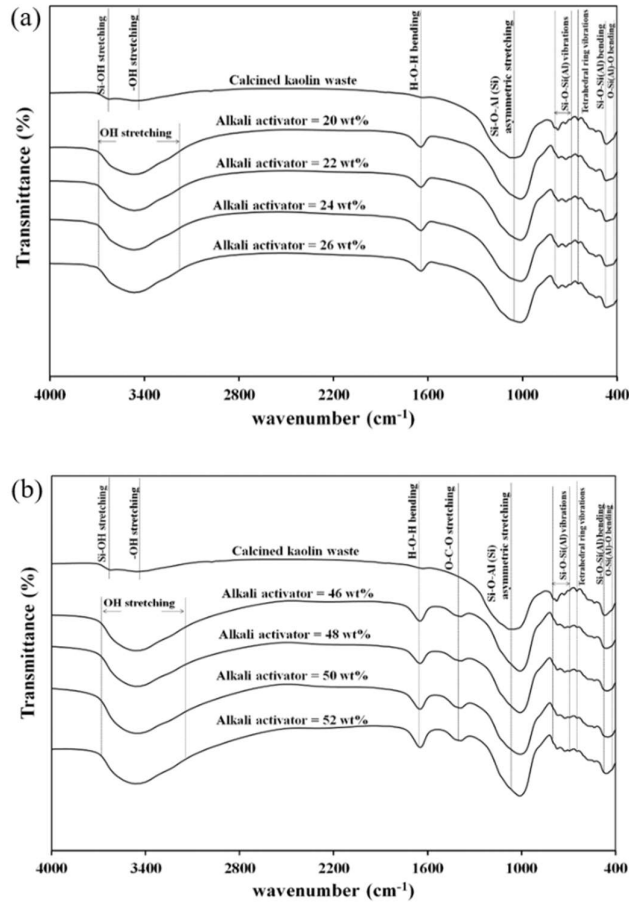 (a)
Si-OH stretching
-OH stretching
H-O-H bending
Si-O-Al (Si)
asymmetric stretching
Si-O-Si(Al) vibrations
Tetrahedral ring vibrations
Si-O-Si(Al) bending
O-Si(Al)-O bending
Calcined kaolin waste
OH stretching
Alkali activator = 20 wt%
Alkali activator = 22 wt%
Alkali activator = 24 wt%
Alkali activator = 26 wt%
Transmittance (%)
4000 3400 2800 2200 1600 1000 400
wavenumber (cm-1)
(b)
Si-OH stretching
-OH stretching
H-O-H bending
O-C-O stretching
Si-O-Al (Si)
asymmetric stretching
Si-O-Si(Al) vibrations
Tetrahedral ring vibrations
Si-O-Si(Al) bending
O-Si(Al)-O bending
Calcined kaolin waste
OH stretching
Alkali activator = 46 wt%
Alkali activator = 48 wt%
Alkali activator = 50 wt%
Alkali activator = 52 wt%
Transmittance (%)
4000 3400 2800 2200 1600 1000 400
wavenumber (cm-1)